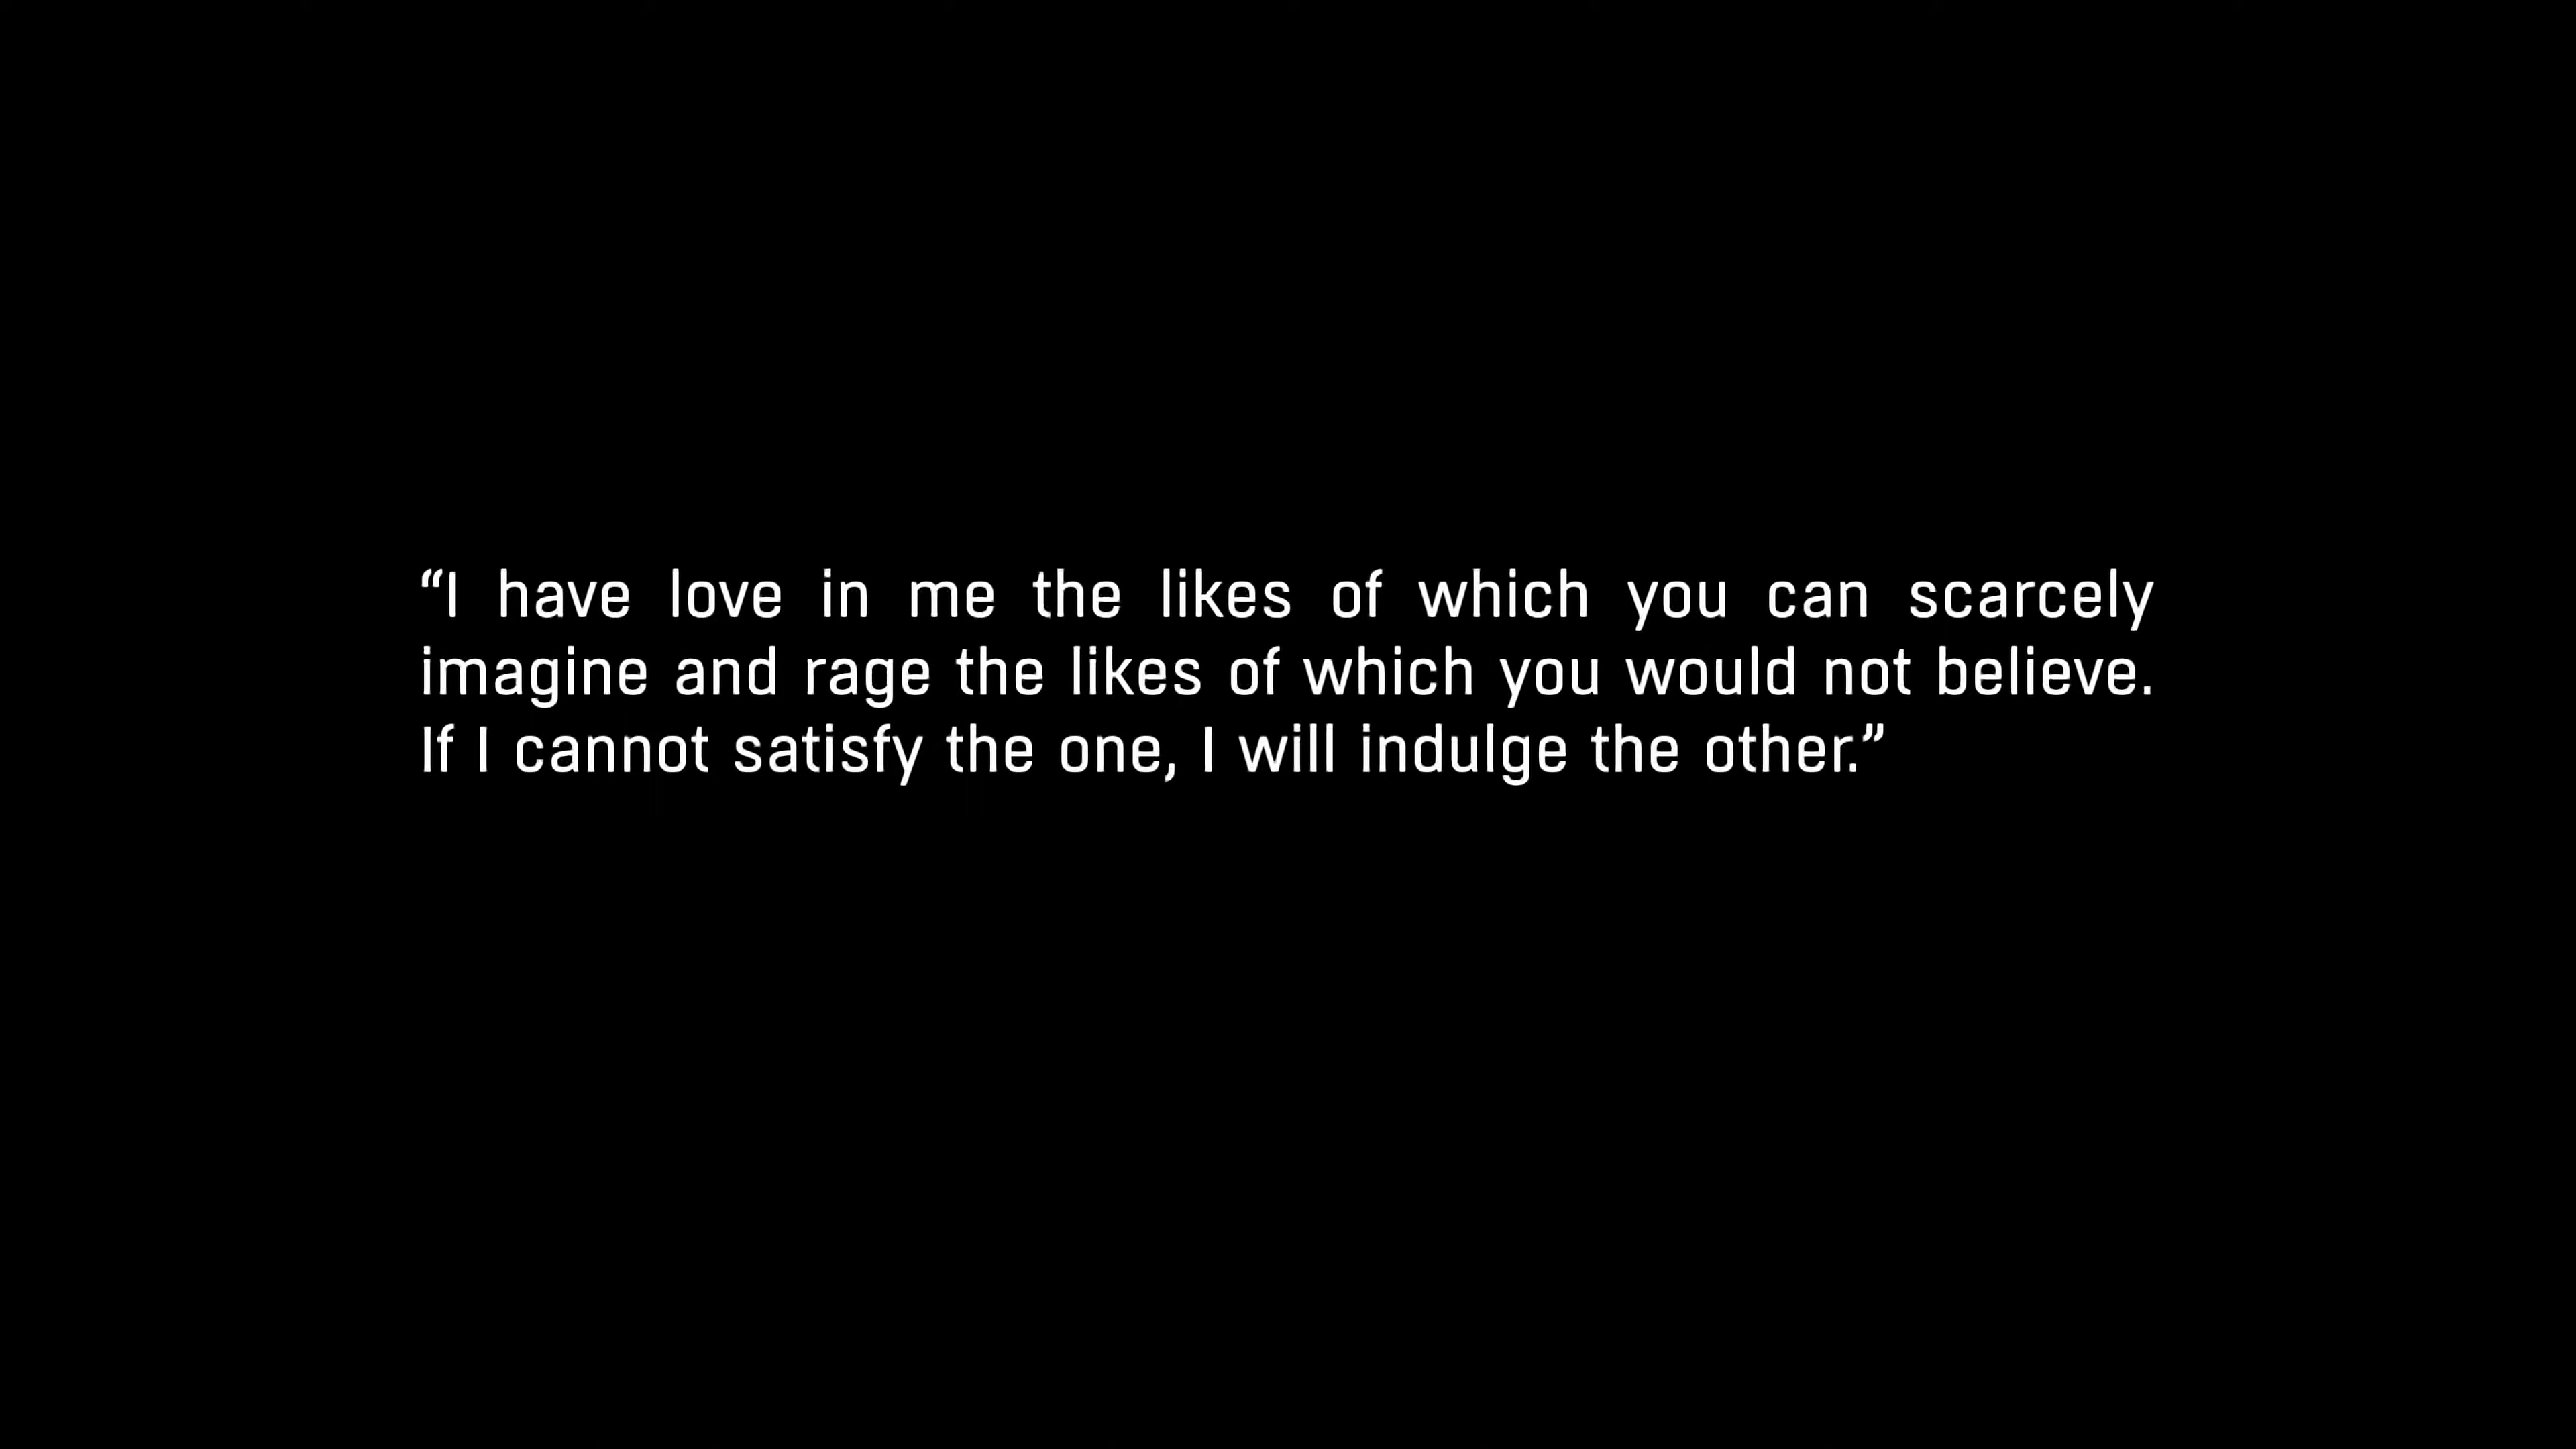 “I have love in me the likes of which you can scarcely
imagine and rage the likes of which you would not believe.
If I cannot satisfy the one, I will indulge the other.”